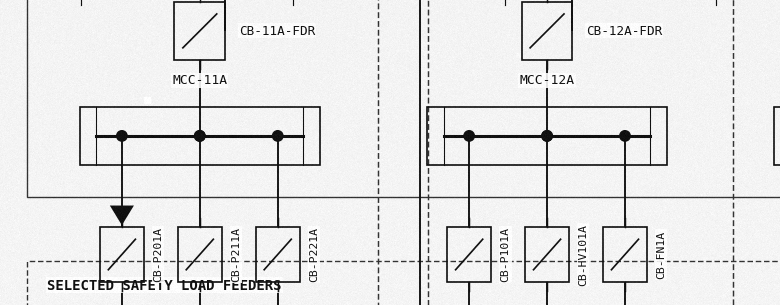 CB-11A-FDR
CB-12A-FDR
MCC-11A
MCC-12A
CB-P201A
CB-P211A
CB-P221A
CB-P101A
CB-HV101A
CB-FN1A
SELECTED SAFETY LOAD FEEDERS